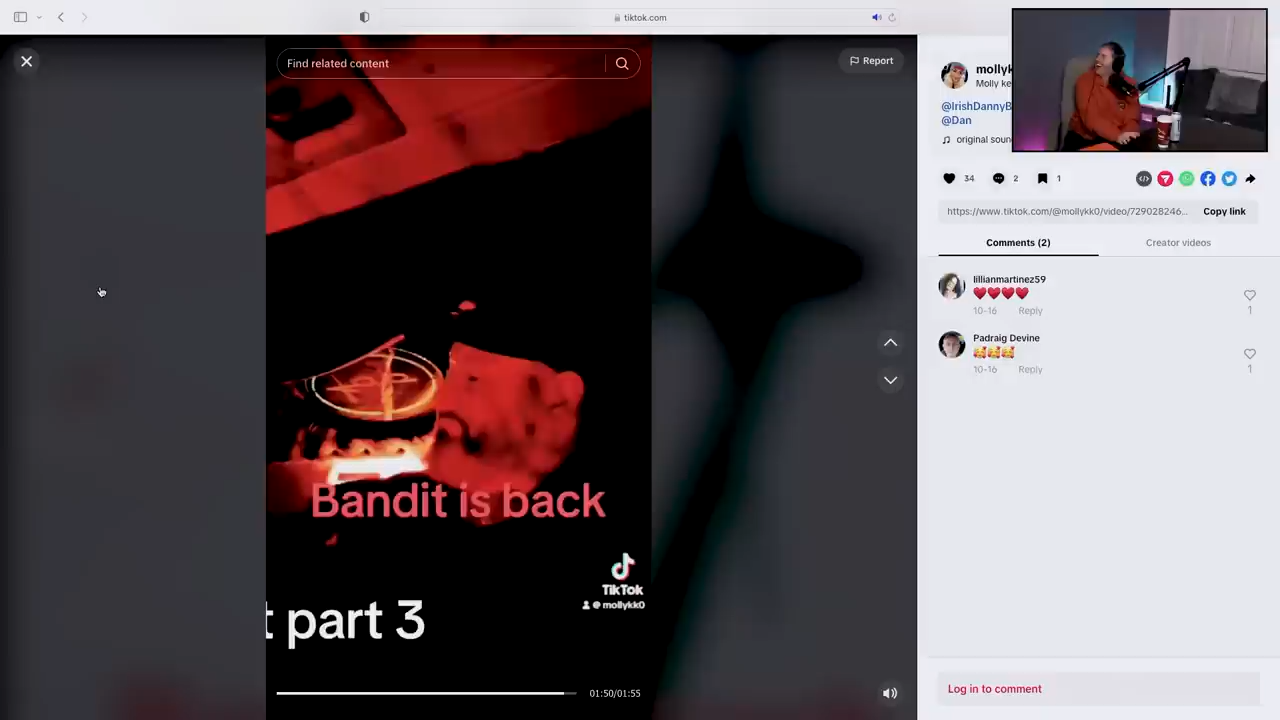 tiktok.com
Find related content
Report
mollyk
Molly ke
@IrishDannyB
@Dan
original soun
34
2
1
https://www.tiktok.com/@mollykk0/video/729028246...
Copy link
Comments (2)
Creator videos
lillianmartinez59
♥♥♥♥
10-16 Reply
1
Padraig Devine
🥰🥰🥰
10-16 Reply
1
Bandit is back
TikTok
@ mollykk0
t part 3
01:50/01:55
Log in to comment